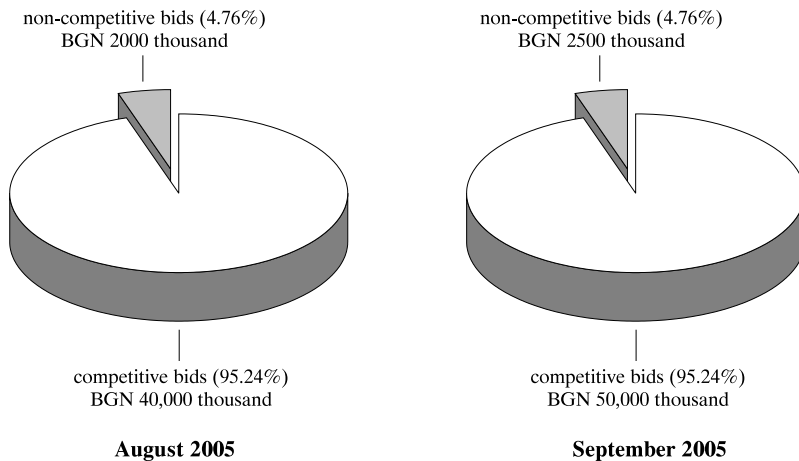 non-competitive bids (4.76%)
BGN 2000 thousand
competitive bids (95.24%)
BGN 40,000 thousand
August 2005
non-competitive bids (4.76%)
BGN 2500 thousand
competitive bids (95.24%)
BGN 50,000 thousand
September 2005